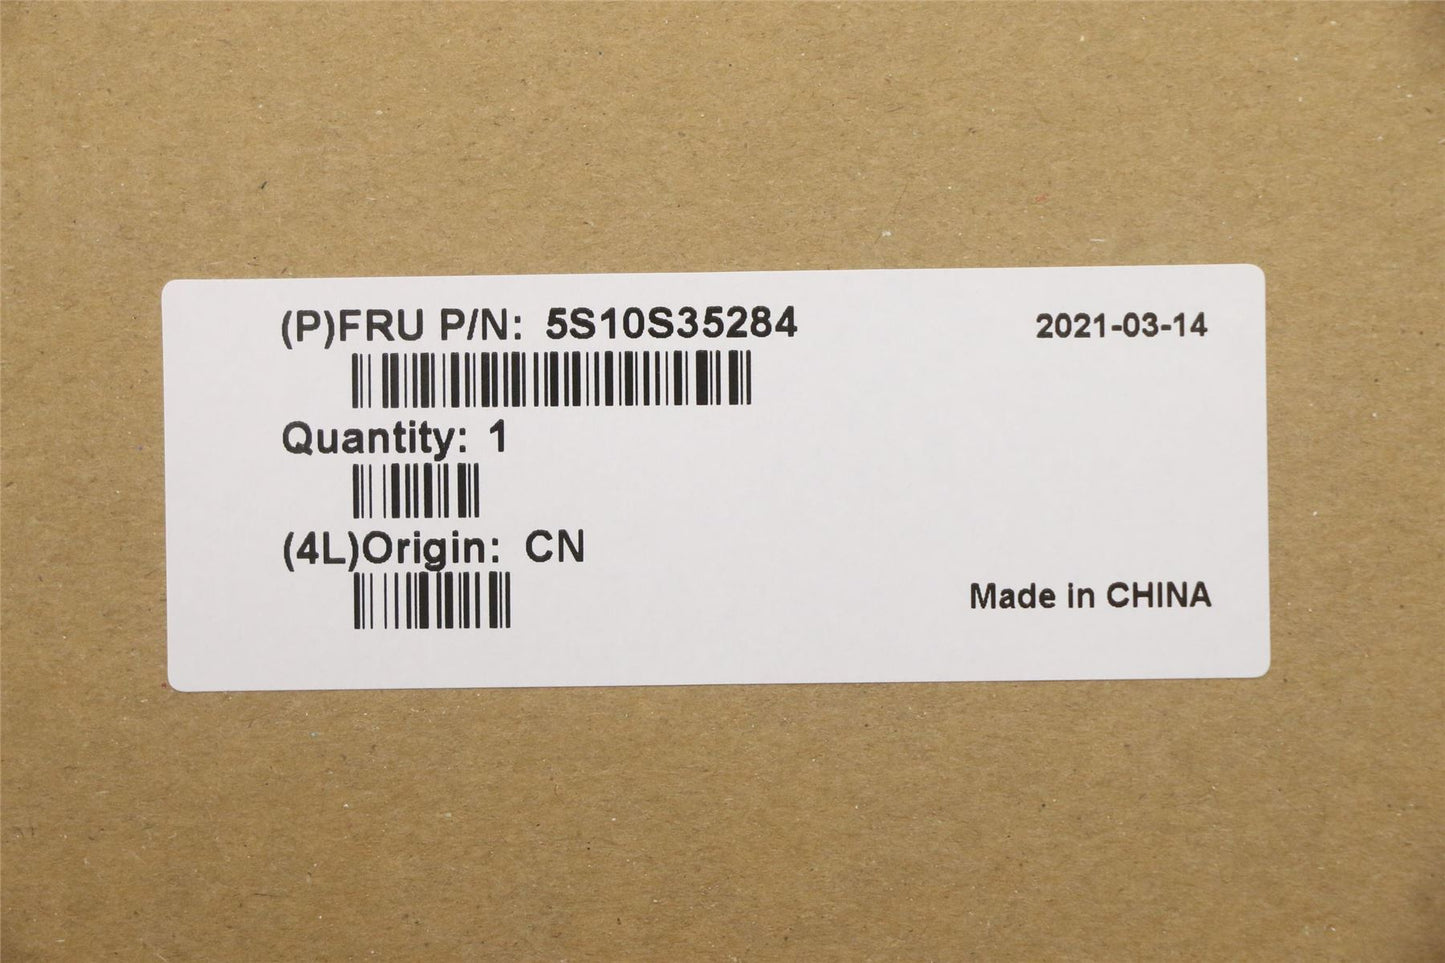 (P)FRU P/N: 5S10S35284
2021-03-14
Quantity: 1
(4L)Origin: CN
Made in CHINA